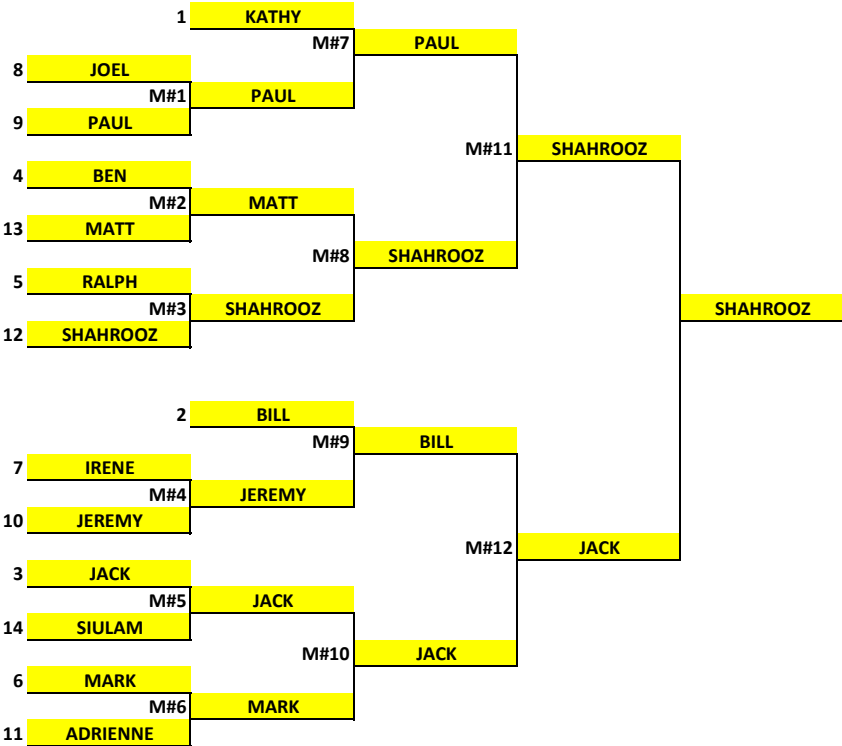 1 KATHY
M#7 PAUL
8 JOEL
M#1 PAUL
9 PAUL
M#11 SHAHROOZ
4 BEN
M#2 MATT
13 MATT
M#8 SHAHROOZ
5 RALPH
M#3 SHAHROOZ
SHAHROOZ
12 SHAHROOZ
2 BILL
M#9 BILL
7 IRENE
M#4 JEREMY
10 JEREMY
M#12 JACK
3 JACK
M#5 JACK
14 SIULAM
M#10 JACK
6 MARK
M#6 MARK
11 ADRIENNE